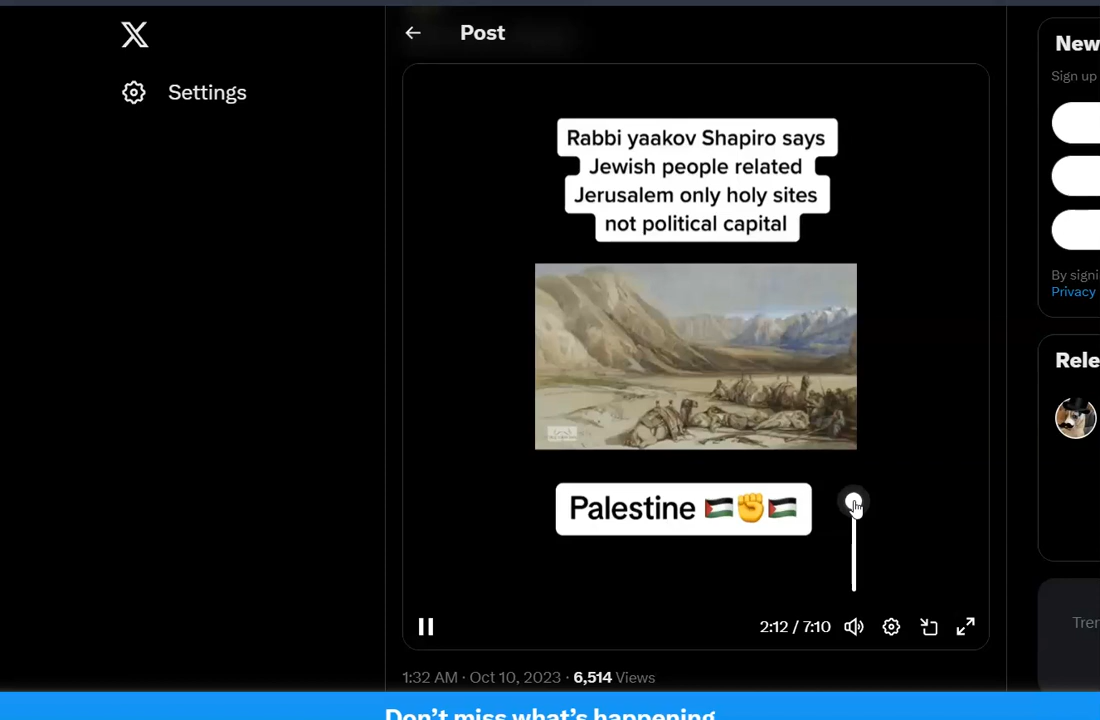 Post
Settings
Rabbi yaakov Shapiro says
Jewish people related
Jerusalem only holy sites
not political capital
Palestine 🇵🇸✊🇵🇸
2:12 / 7:10
1:32 AM · Oct 10, 2023 · 6,514 Views
New
Sign up
By signi
Privacy
Rele
Tren
Don’t miss what’s happening